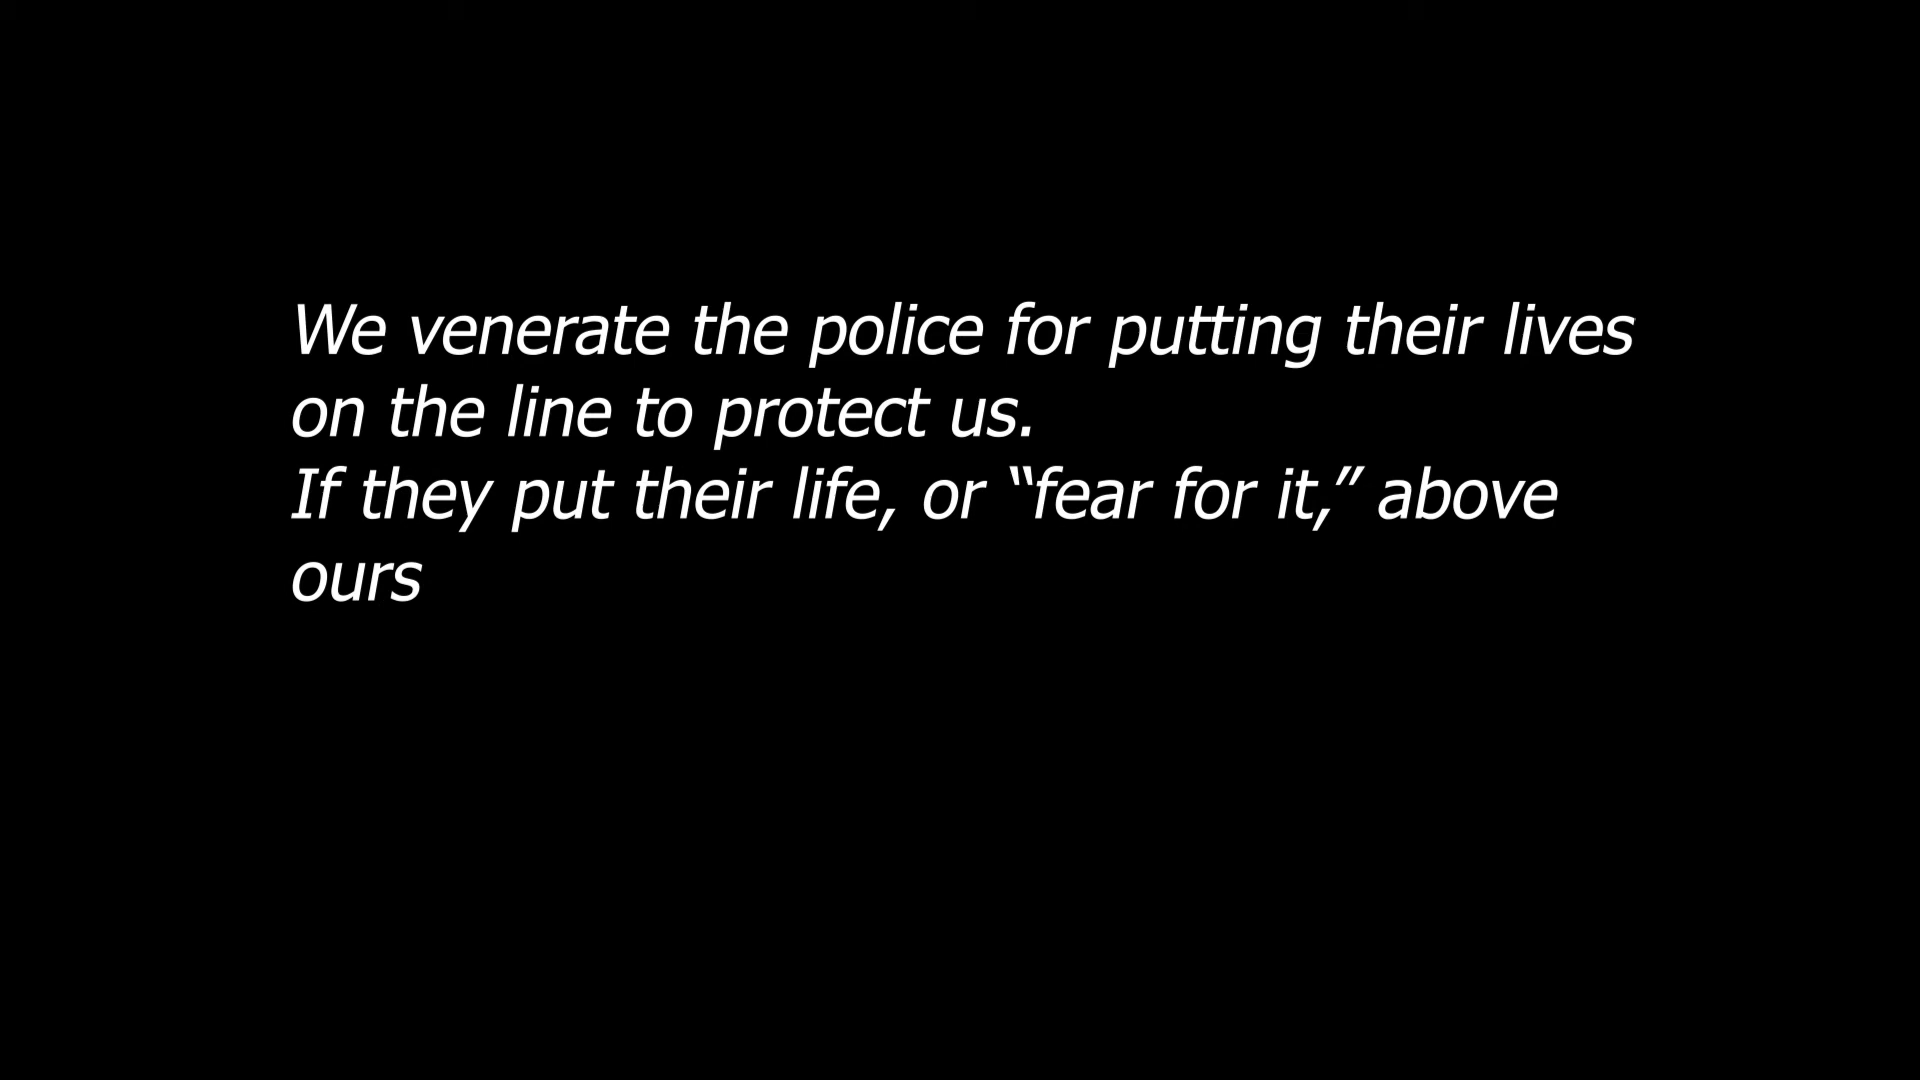 We venerate the police for putting their lives
on the line to protect us.
If they put their life, or “fear for it,” above
ours